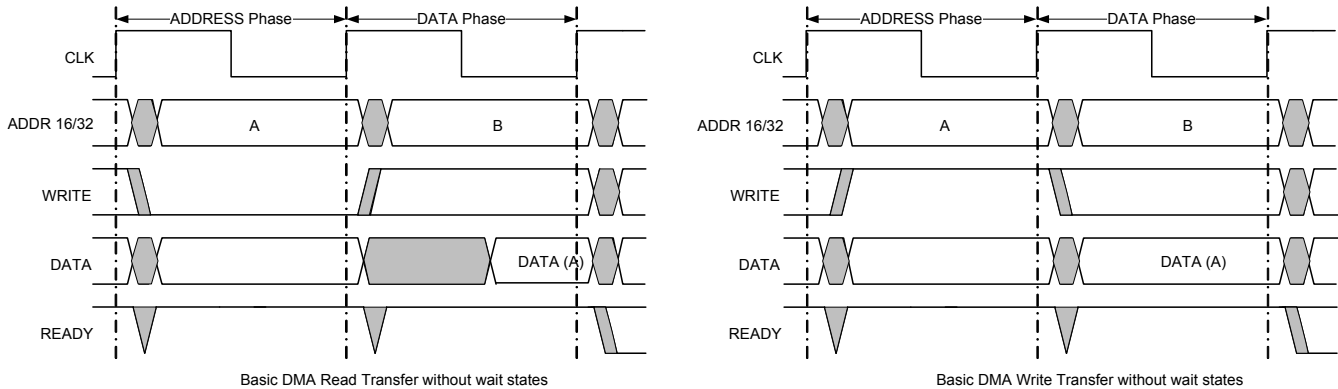 ADDRESS Phase DATA Phase
CLK
ADDR 16/32 A B
WRITE
DATA DATA (A)
READY
Basic DMA Read Transfer without wait states
ADDRESS Phase DATA Phase
CLK
ADDR 16/32 A B
WRITE
DATA DATA (A)
READY
Basic DMA Write Transfer without wait states